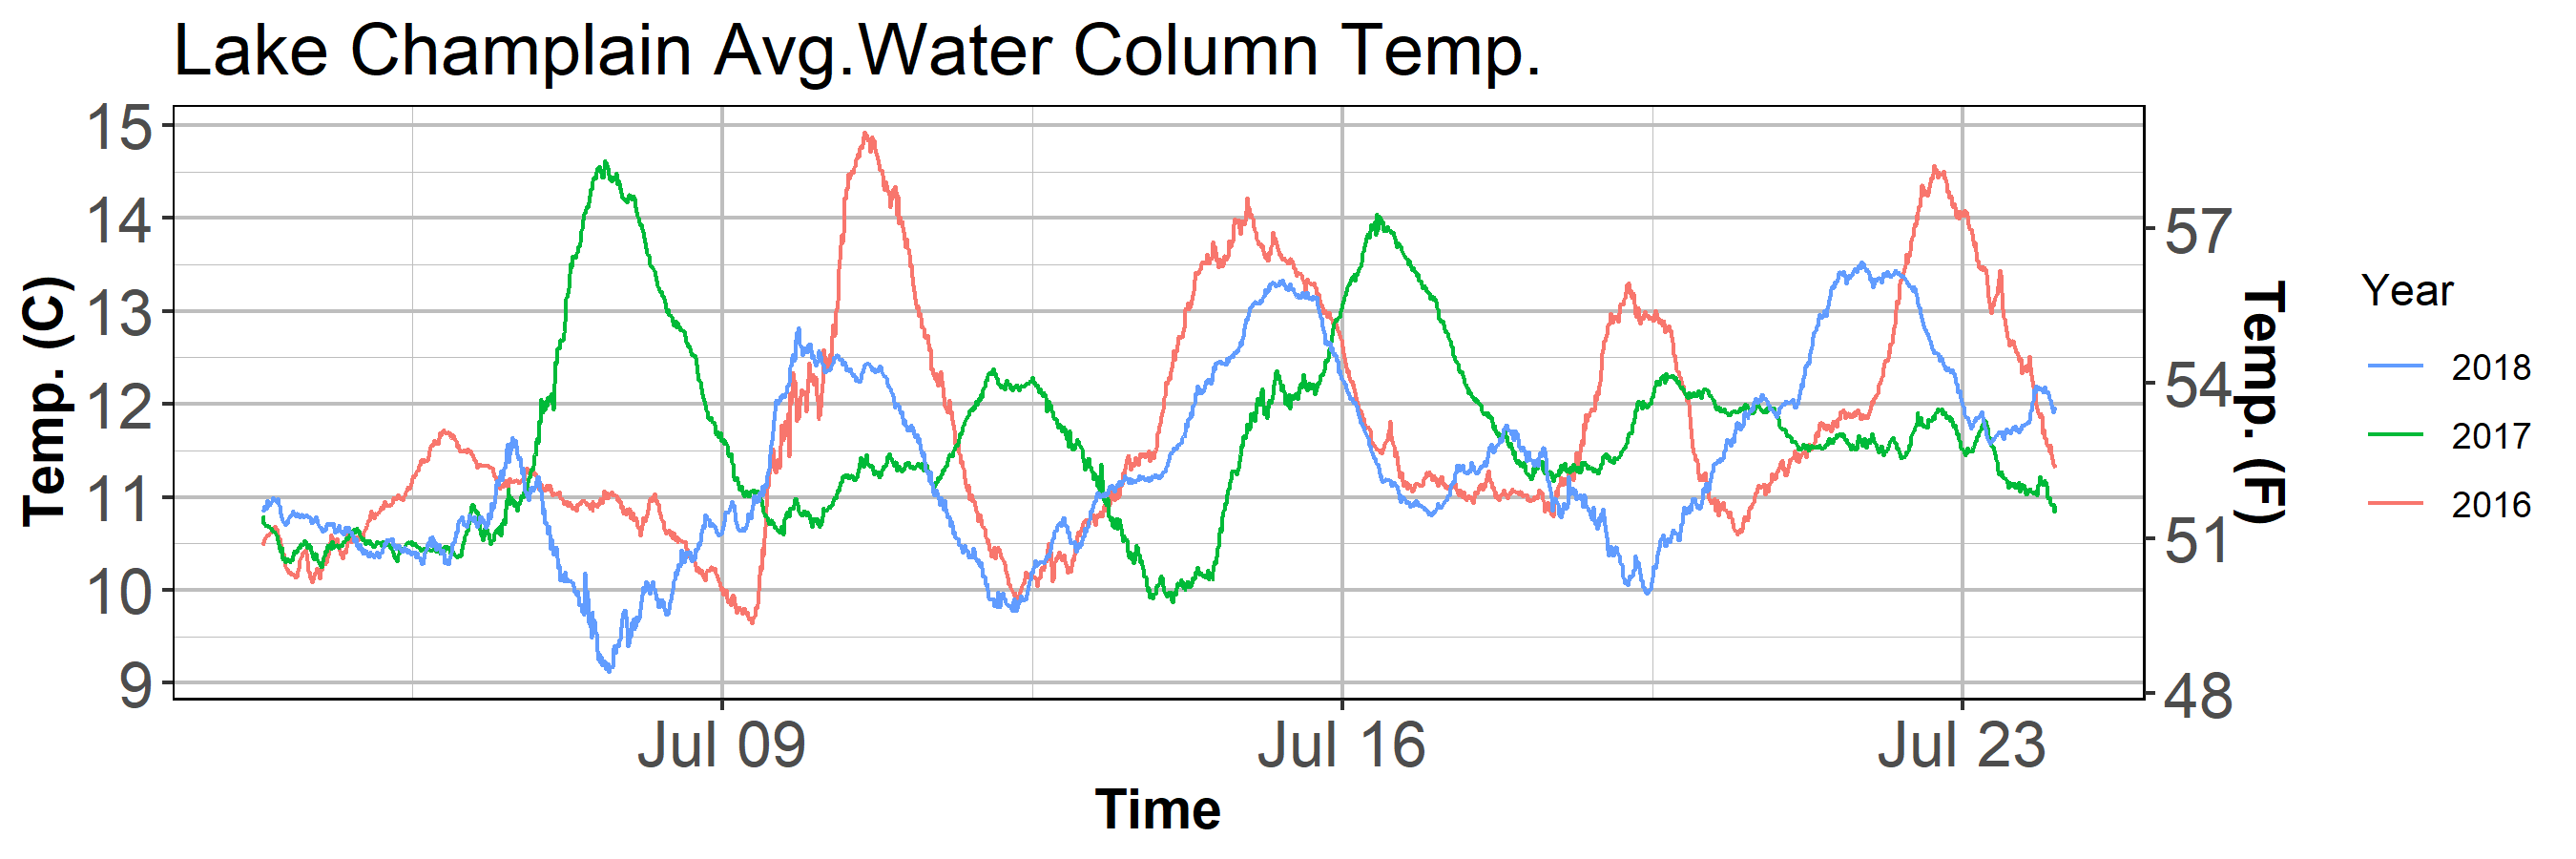 Lake Champlain Avg.Water Column Temp.
15
14
13
12
11
10
9
Temp. (C)
57
54
51
48
Temp. (F)
Jul 09
Jul 16
Jul 23
Time
Year
2018
2017
2016